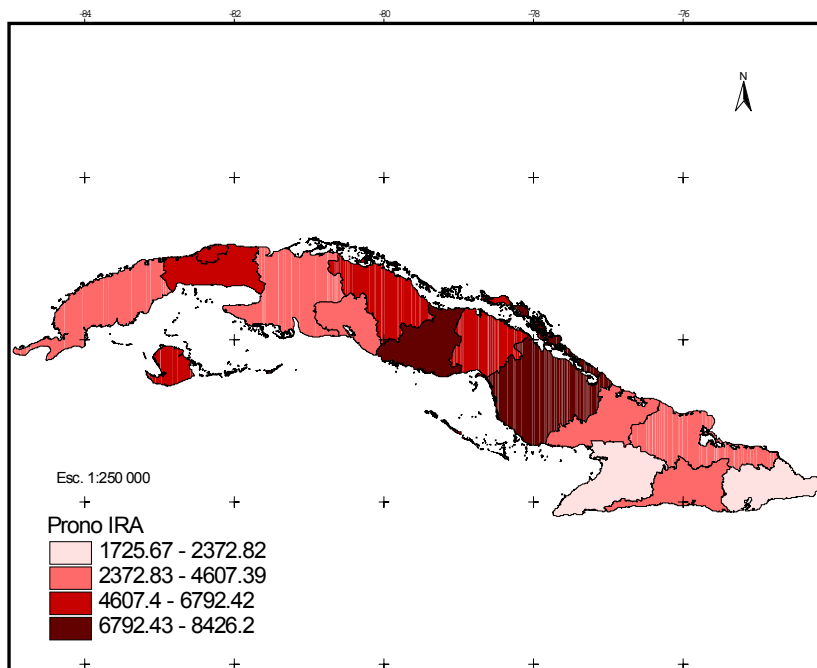 -84 -82 -80 -78 -76
N
Esc. 1:250 000
Prono IRA
1725.67 - 2372.82
2372.83 - 4607.39
4607.4 - 6792.42
6792.43 - 8426.2